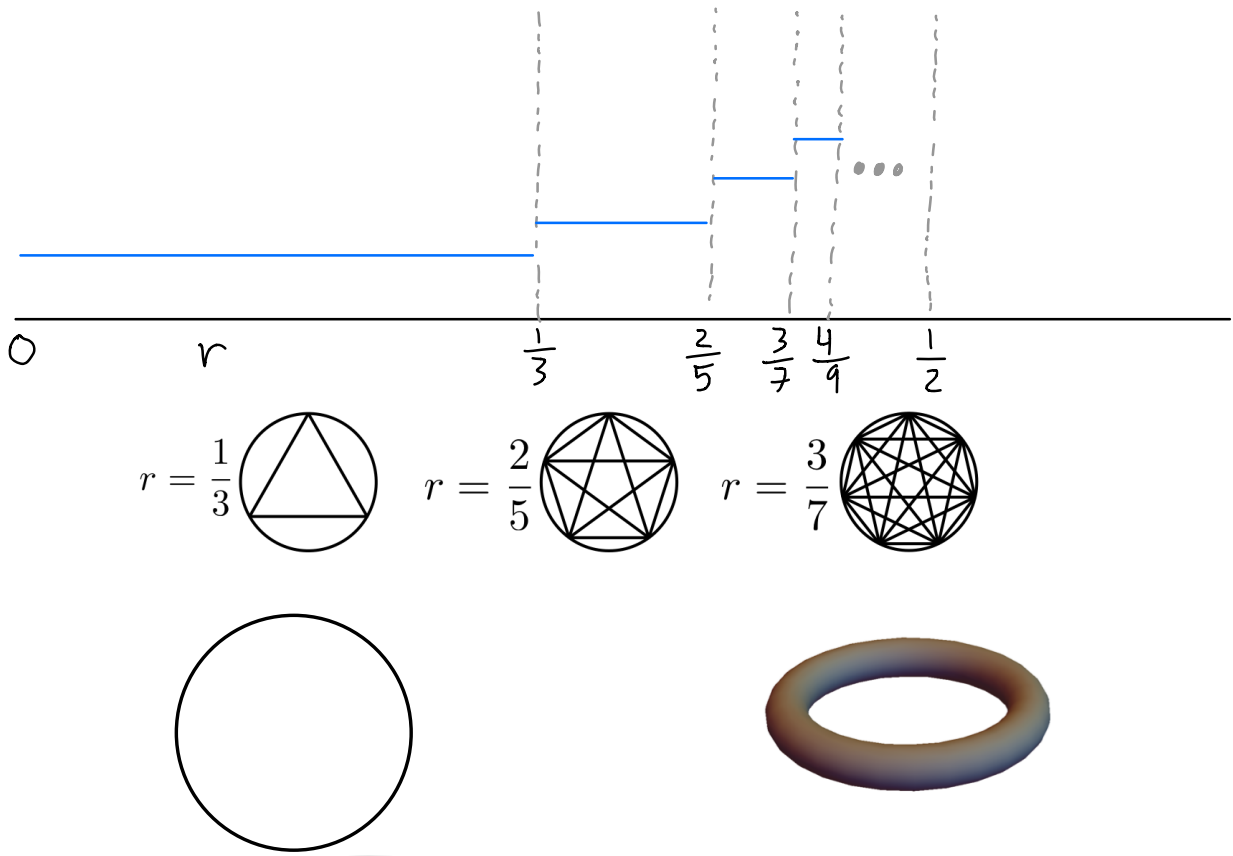 0 r 1/3 2/5 3/7 4/9 1/2
r = 1/3 r = 2/5 r = 3/7